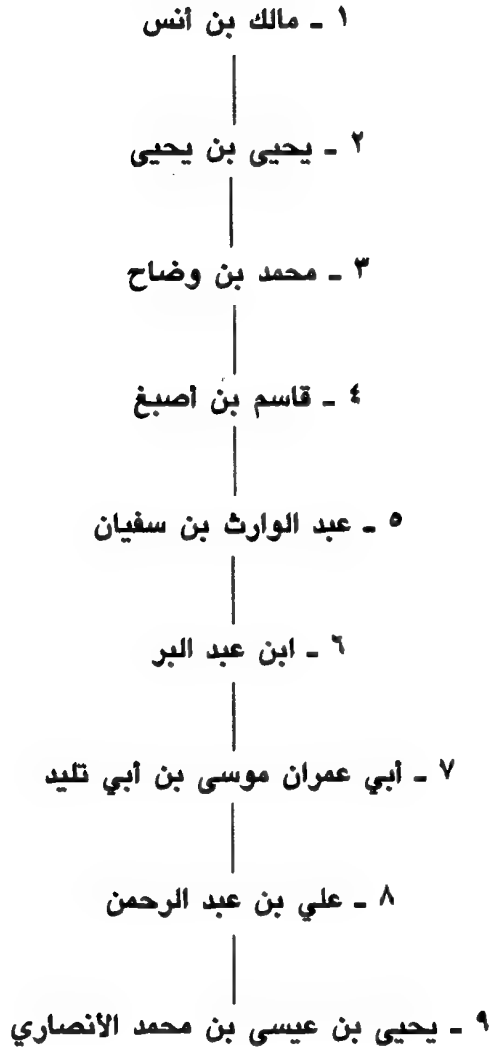 ١ - مالك بن أنس
٢ - يحيى بن يحيى
٣ - محمد بن وضاح
٤ - قاسم بن أصبغ
٥ - عبد الوارث بن سفيان
٦ - ابن عبد البر
٧ - أبي عمران موسى بن أبي تليد
٨ - علي بن عبد الرحمن
٩ - يحيى بن عيسى بن محمد الأنصاري